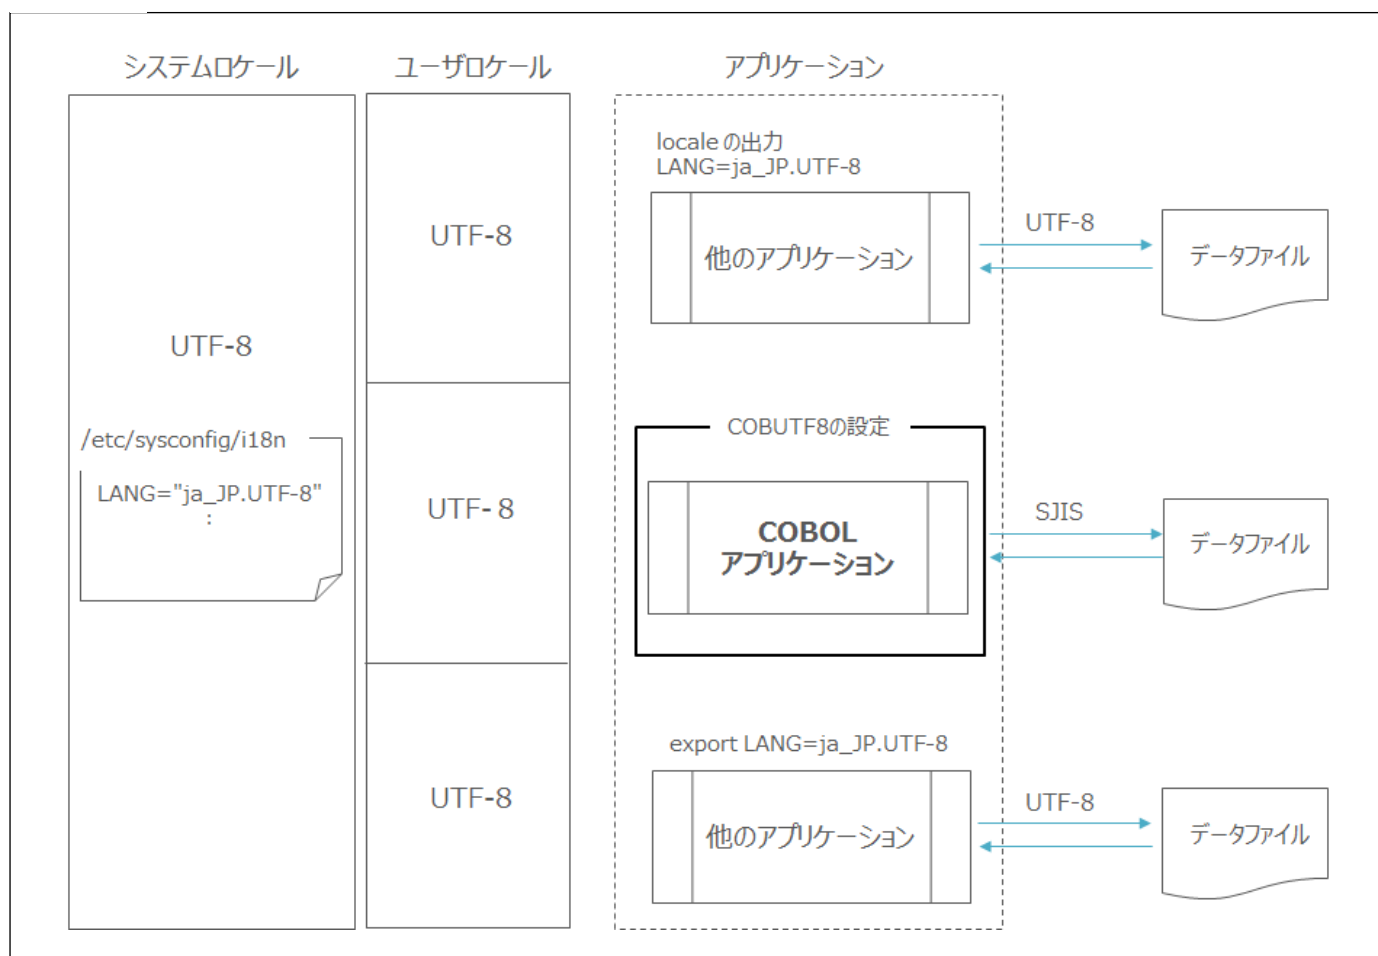 システムロケール
ユーザロケール
アプリケーション
localeの出力
LANG=ja_JP.UTF-8
UTF-8
他のアプリケーション
UTF-8
データファイル
UTF-8
/etc/sysconfig/i18n
LANG="ja_JP.UTF-8"
:
UTF- 8
COBUTF8の設定
COBOL
アプリケーション
SJIS
データファイル
export LANG=ja_JP.UTF-8
UTF-8
他のアプリケーション
UTF-8
データファイル